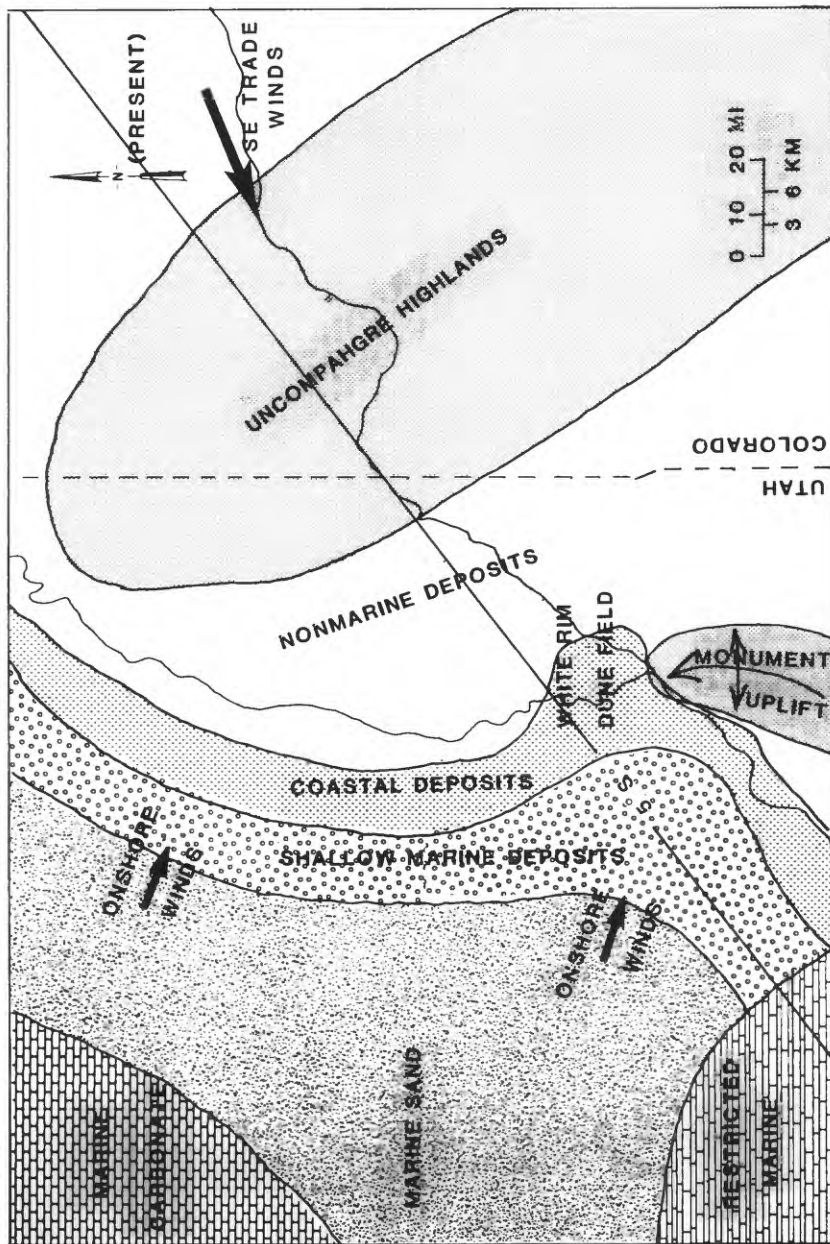 N
(PRESENT)
SE TRADE
WINDS
UNCOMPAHGRE HIGHLANDS
0 10 20 MI
3 6 KM
COLORADO
UTAH
NONMARINE DEPOSITS
WHITE RIM
DUNE FIELD
MONUMENT
UPLIFT
COASTAL DEPOSITS
5° S
SHALLOW MARINE DEPOSITS
ONSHORE
WINDS
ONSHORE
WINDS
MARINE
CARBONATE
MARINE SAND
RESTRICTED
MARINE